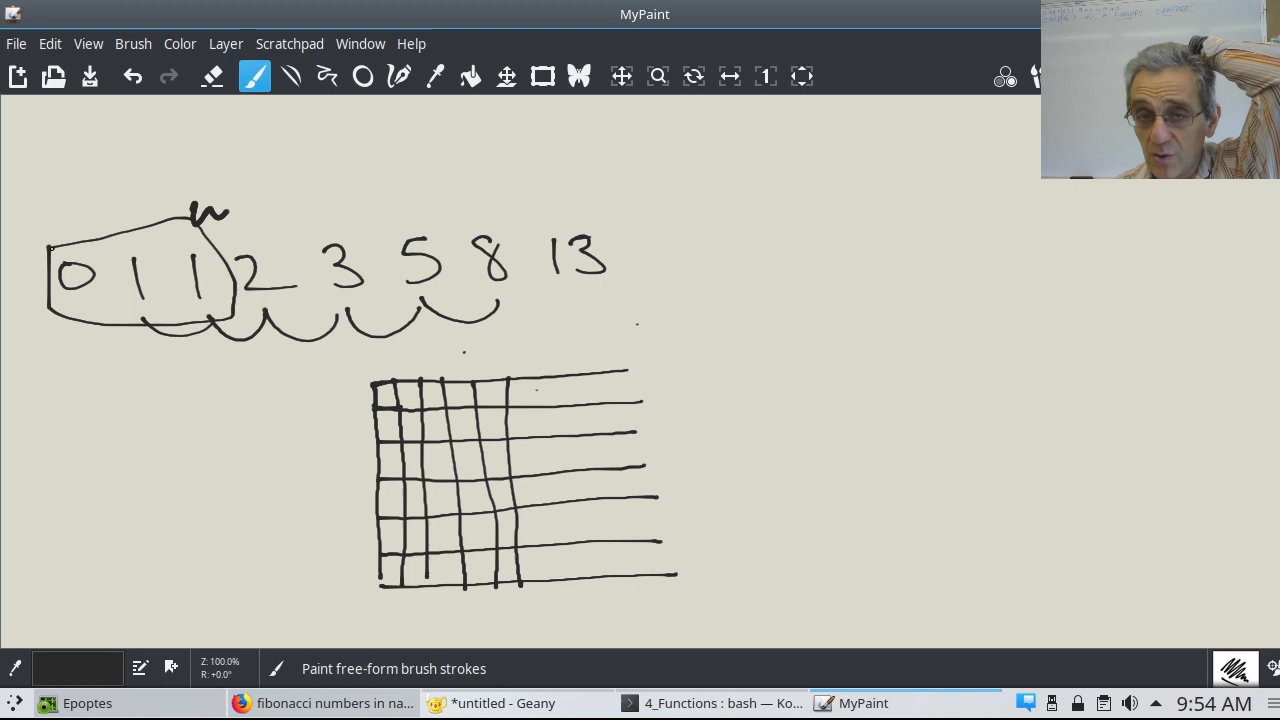 MyPaint
File Edit View Brush Color Layer Scratchpad Window Help
0 1 1 2 3 5 8 13
Z: 100.0%
R: +0.0°
Paint free-form brush strokes
Epoptes
fibonacci numbers in na...
*untitled - Geany
4_Functions : bash — Ko...
MyPaint
9:54 AM